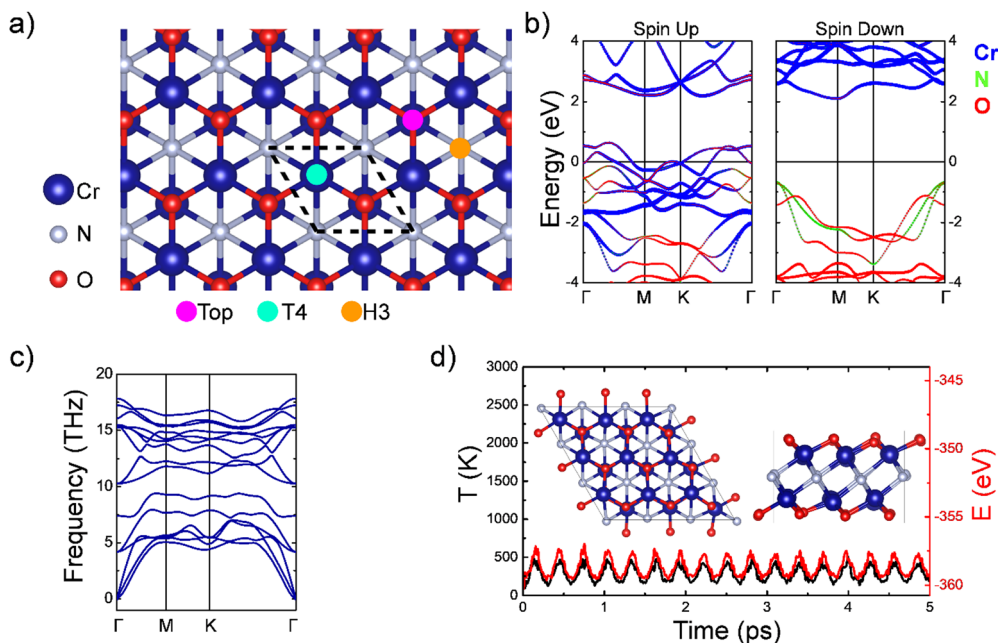 a)
Cr
N
O
Top T4 H3
b)
Spin Up Spin Down
Energy (eV)
4
2
0
-2
-4
Γ M K Γ
Γ M K Γ
4
2
0
-2
-4
Cr
N
O
c)
Frequency (THz)
20
15
10
5
0
Γ M K Γ
d)
T (K)
3000
2500
2000
1500
1000
500
0
0 1 2 3 4 5
Time (ps)
-345
-350
-355
-360
E (eV)